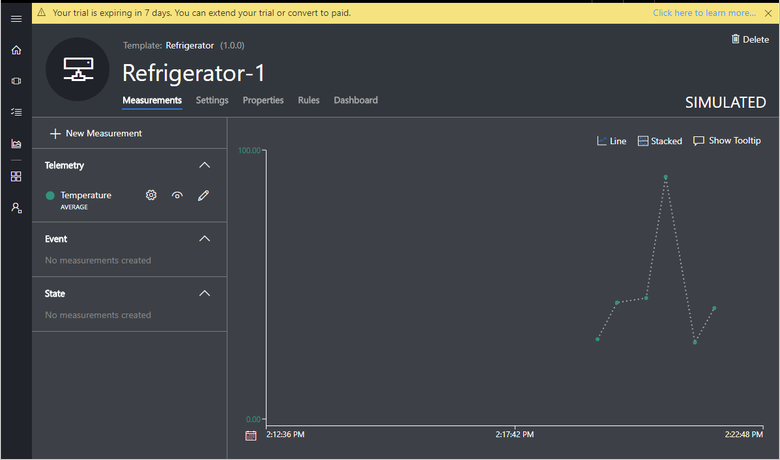 Your trial is expiring in 7 days. You can extend your trial or convert to paid.
Click here to learn more...
Template: Refrigerator (1.0.0)
Delete
Refrigerator-1
Measurements Settings Properties Rules Dashboard
SIMULATED
New Measurement
Line Stacked Show Tooltip
Telemetry
Temperature
AVERAGE
Event
No measurements created
State
No measurements created
100.00
0.00
2:12:36 PM 2:17:42 PM 2:22:48 PM